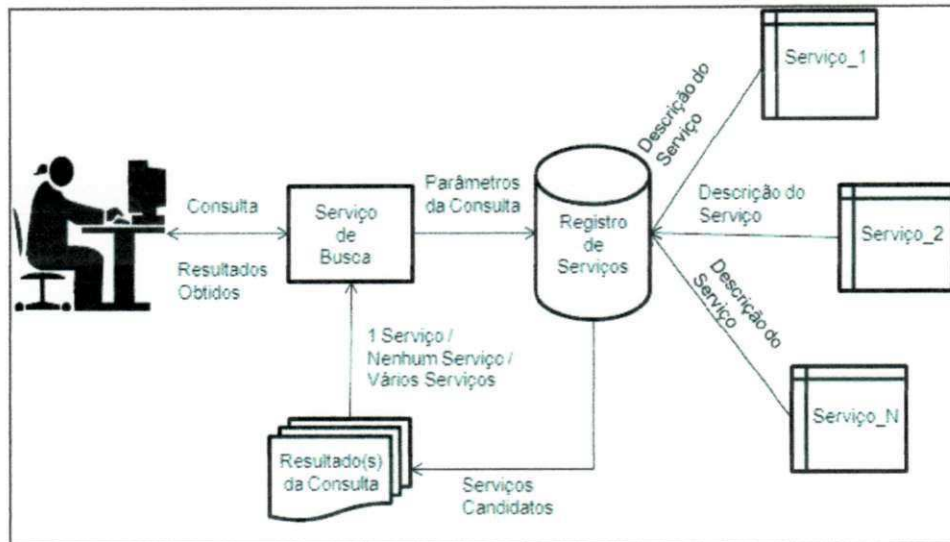 Consulta
Resultados
Obtidos
Serviço
de
Busca
Parâmetros
da Consulta
Registro
de
Serviços
Descrição do
Serviço
Serviço_1
Descrição do
Serviço
Serviço_2
Descrição do
Serviço
Serviço_N
1 Serviço /
Nenhum Serviço /
Vários Serviços
Resultado(s)
da Consulta
Serviços
Candidatos